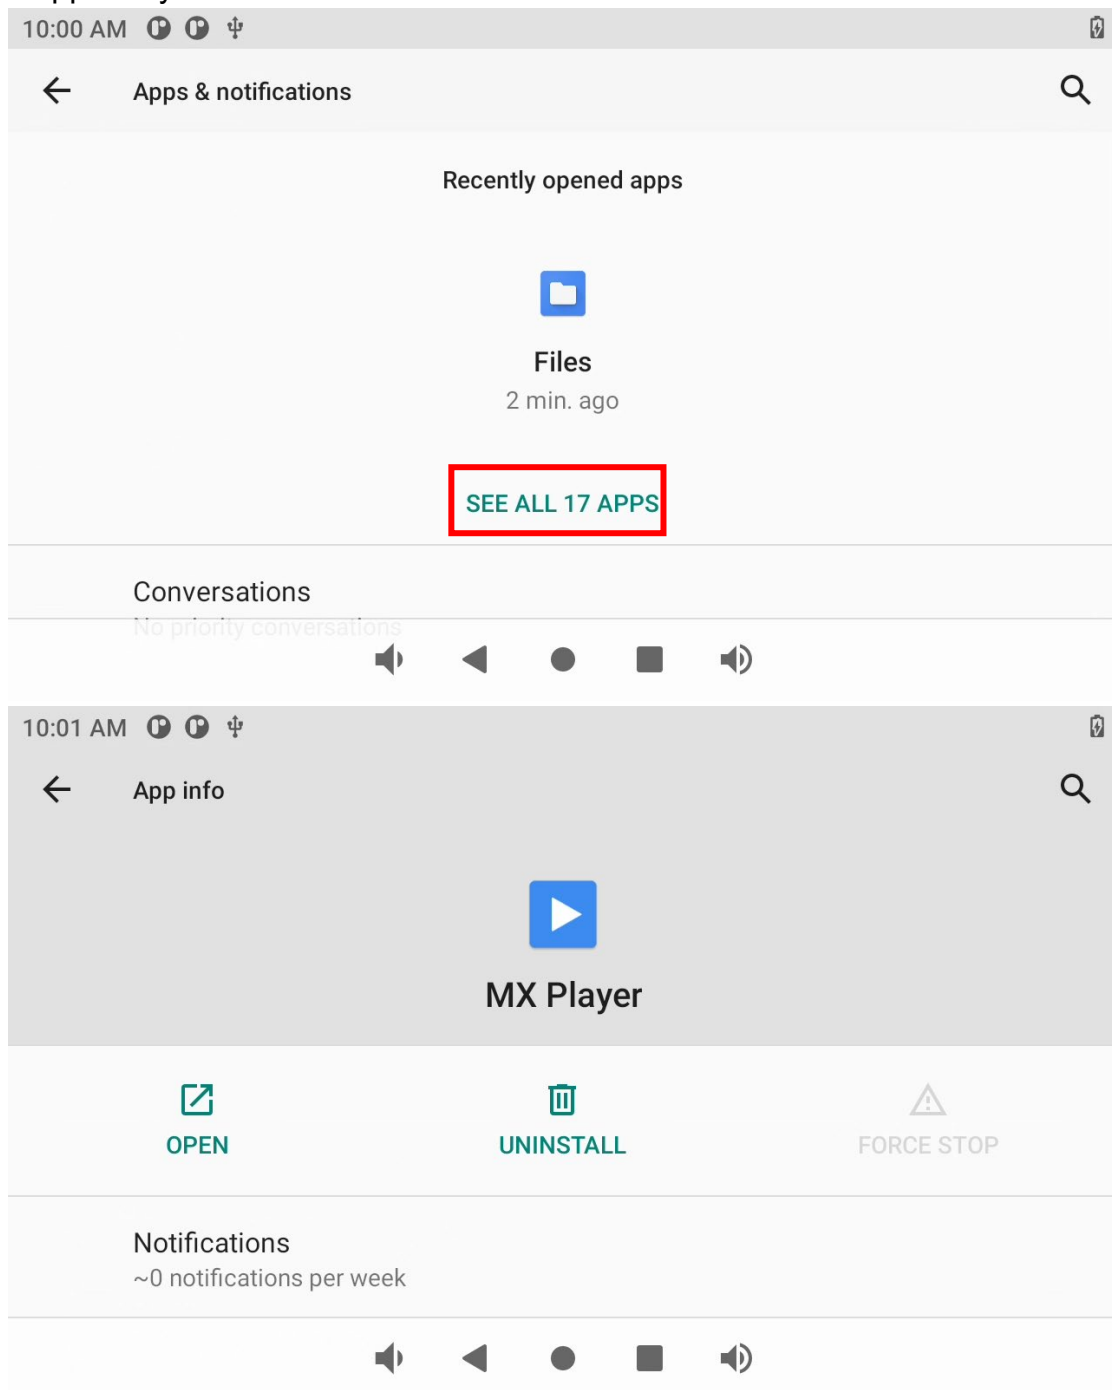 10:00 AM
Apps & notifications
Recently opened apps
Files
2 min. ago
SEE ALL 17 APPS
Conversations
No priority conversations
10:01 AM
App info
MX Player
OPEN
UNINSTALL
FORCE STOP
Notifications
~0 notifications per week